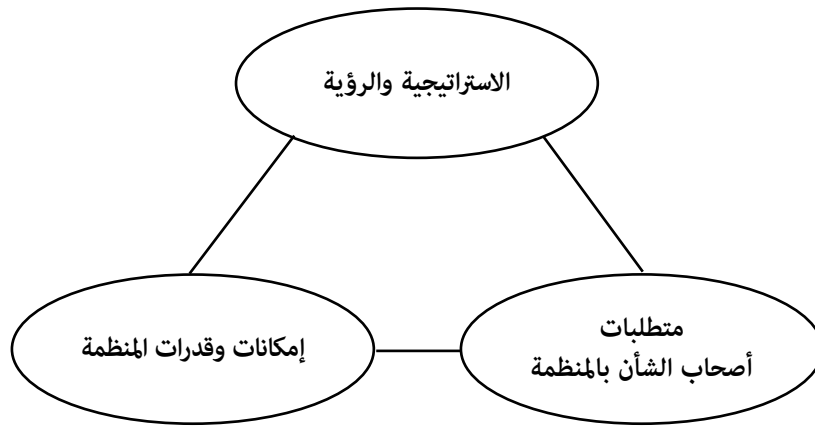 الاستراتيجية والرؤية
متطلبات
أصحاب الشأن بالمنظمة
إمكانات وقدرات المنظمة